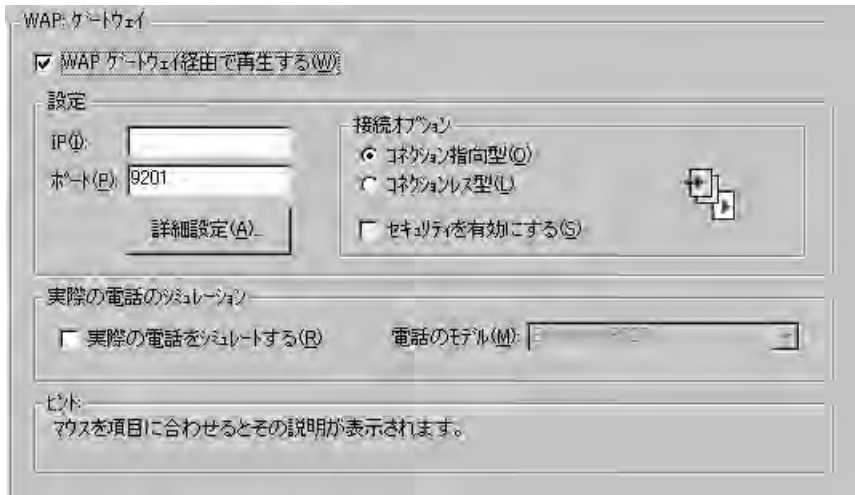 WAP: ゲートウェイ
WAP ゲートウェイ経由で再生する(W)
設定
IP(I):
ポート(P): 9201
詳細設定(A)...
接続オプション
コネクション指向型(O)
コネクションレス型(L)
セキュリティを有効にする(S)
実際の電話のシミュレーション
実際の電話をシミュレートする(R)
電話のモデル(M):
ヒント:
マウスを項目に合わせるとその説明が表示されます。